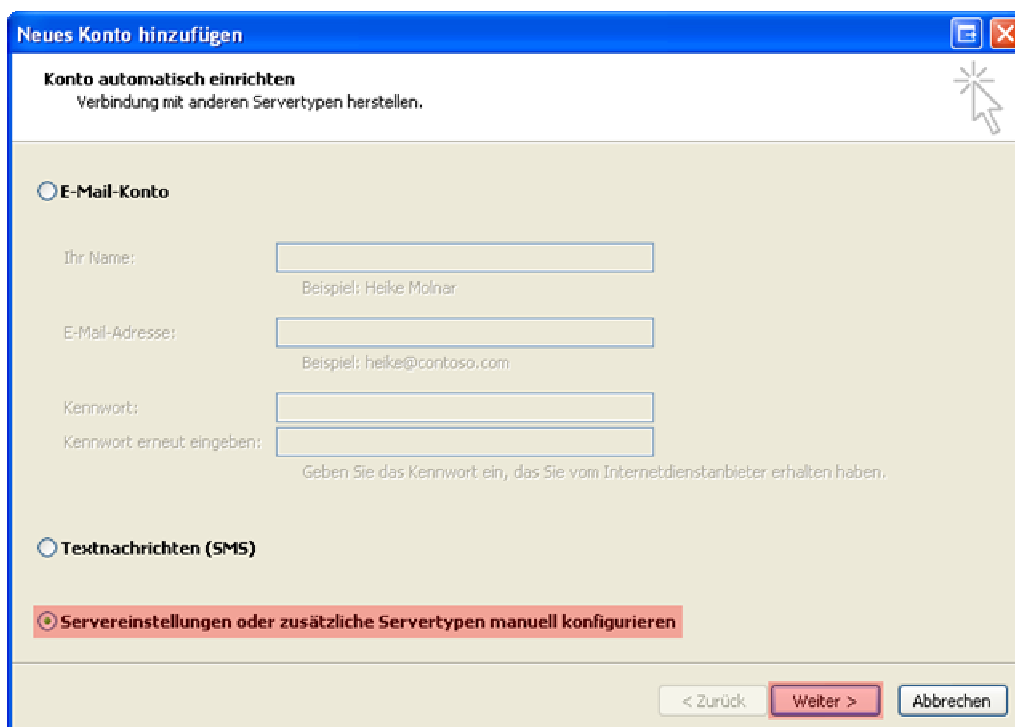 Neues Konto hinzufügen
Konto automatisch einrichten
Verbindung mit anderen Servertypen herstellen.
E-Mail-Konto
Ihr Name:
Beispiel: Heike Molnar
E-Mail-Adresse:
Beispiel: heike@contoso.com
Kennwort:
Kennwort erneut eingeben:
Geben Sie das Kennwort ein, das Sie vom Internetdienstanbieter erhalten haben.
Textnachrichten (SMS)
Servereinstellungen oder zusätzliche Servertypen manuell konfigurieren
< Zurück Weiter > Abbrechen